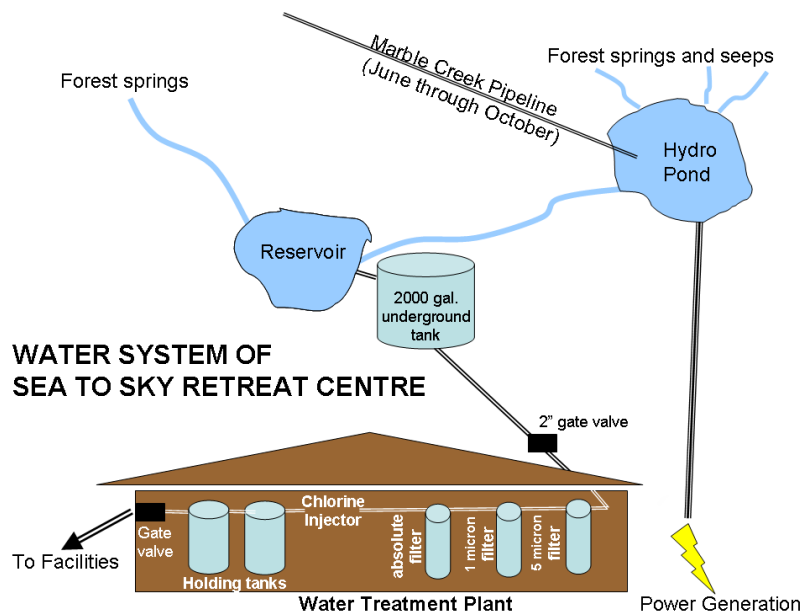 Forest springs
Marble Creek Pipeline
(June through October)
Forest springs and seeps
Hydro
Pond
Reservoir
2000 gal.
underground
tank
WATER SYSTEM OF
SEA TO SKY RETREAT CENTRE
2” gate valve
Chlorine
Injector
absolute
filter
1 micron
filter
5 micron
filter
Gate
valve
Holding tanks
To Facilities
Water Treatment Plant
Power Generation